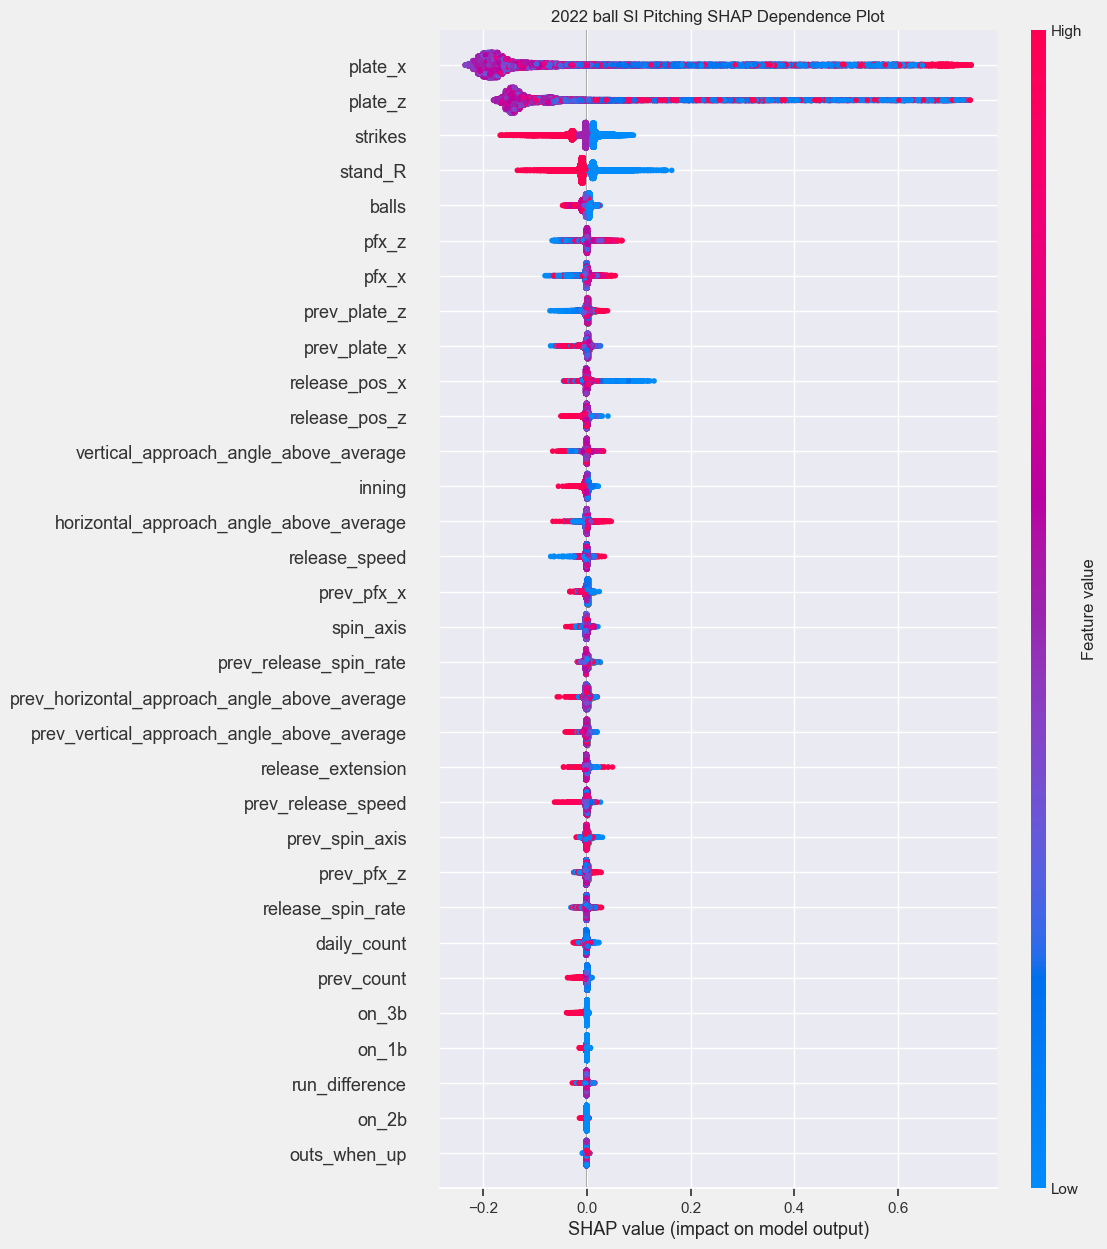 2022 ball SI Pitching SHAP Dependence Plot
High
plate_x
plate_z
strikes
stand_R
balls
pfx_z
pfx_x
prev_plate_z
prev_plate_x
release_pos_x
release_pos_z
vertical_approach_angle_above_average
inning
horizontal_approach_angle_above_average
release_speed
prev_pfx_x
spin_axis
prev_release_spin_rate
prev_horizontal_approach_angle_above_average
prev_vertical_approach_angle_above_average
release_extension
prev_release_speed
prev_spin_axis
prev_pfx_z
release_spin_rate
daily_count
prev_count
on_3b
on_1b
run_difference
on_2b
outs_when_up
Feature value
Low
−0.2 0.0 0.2 0.4 0.6
SHAP value (impact on model output)